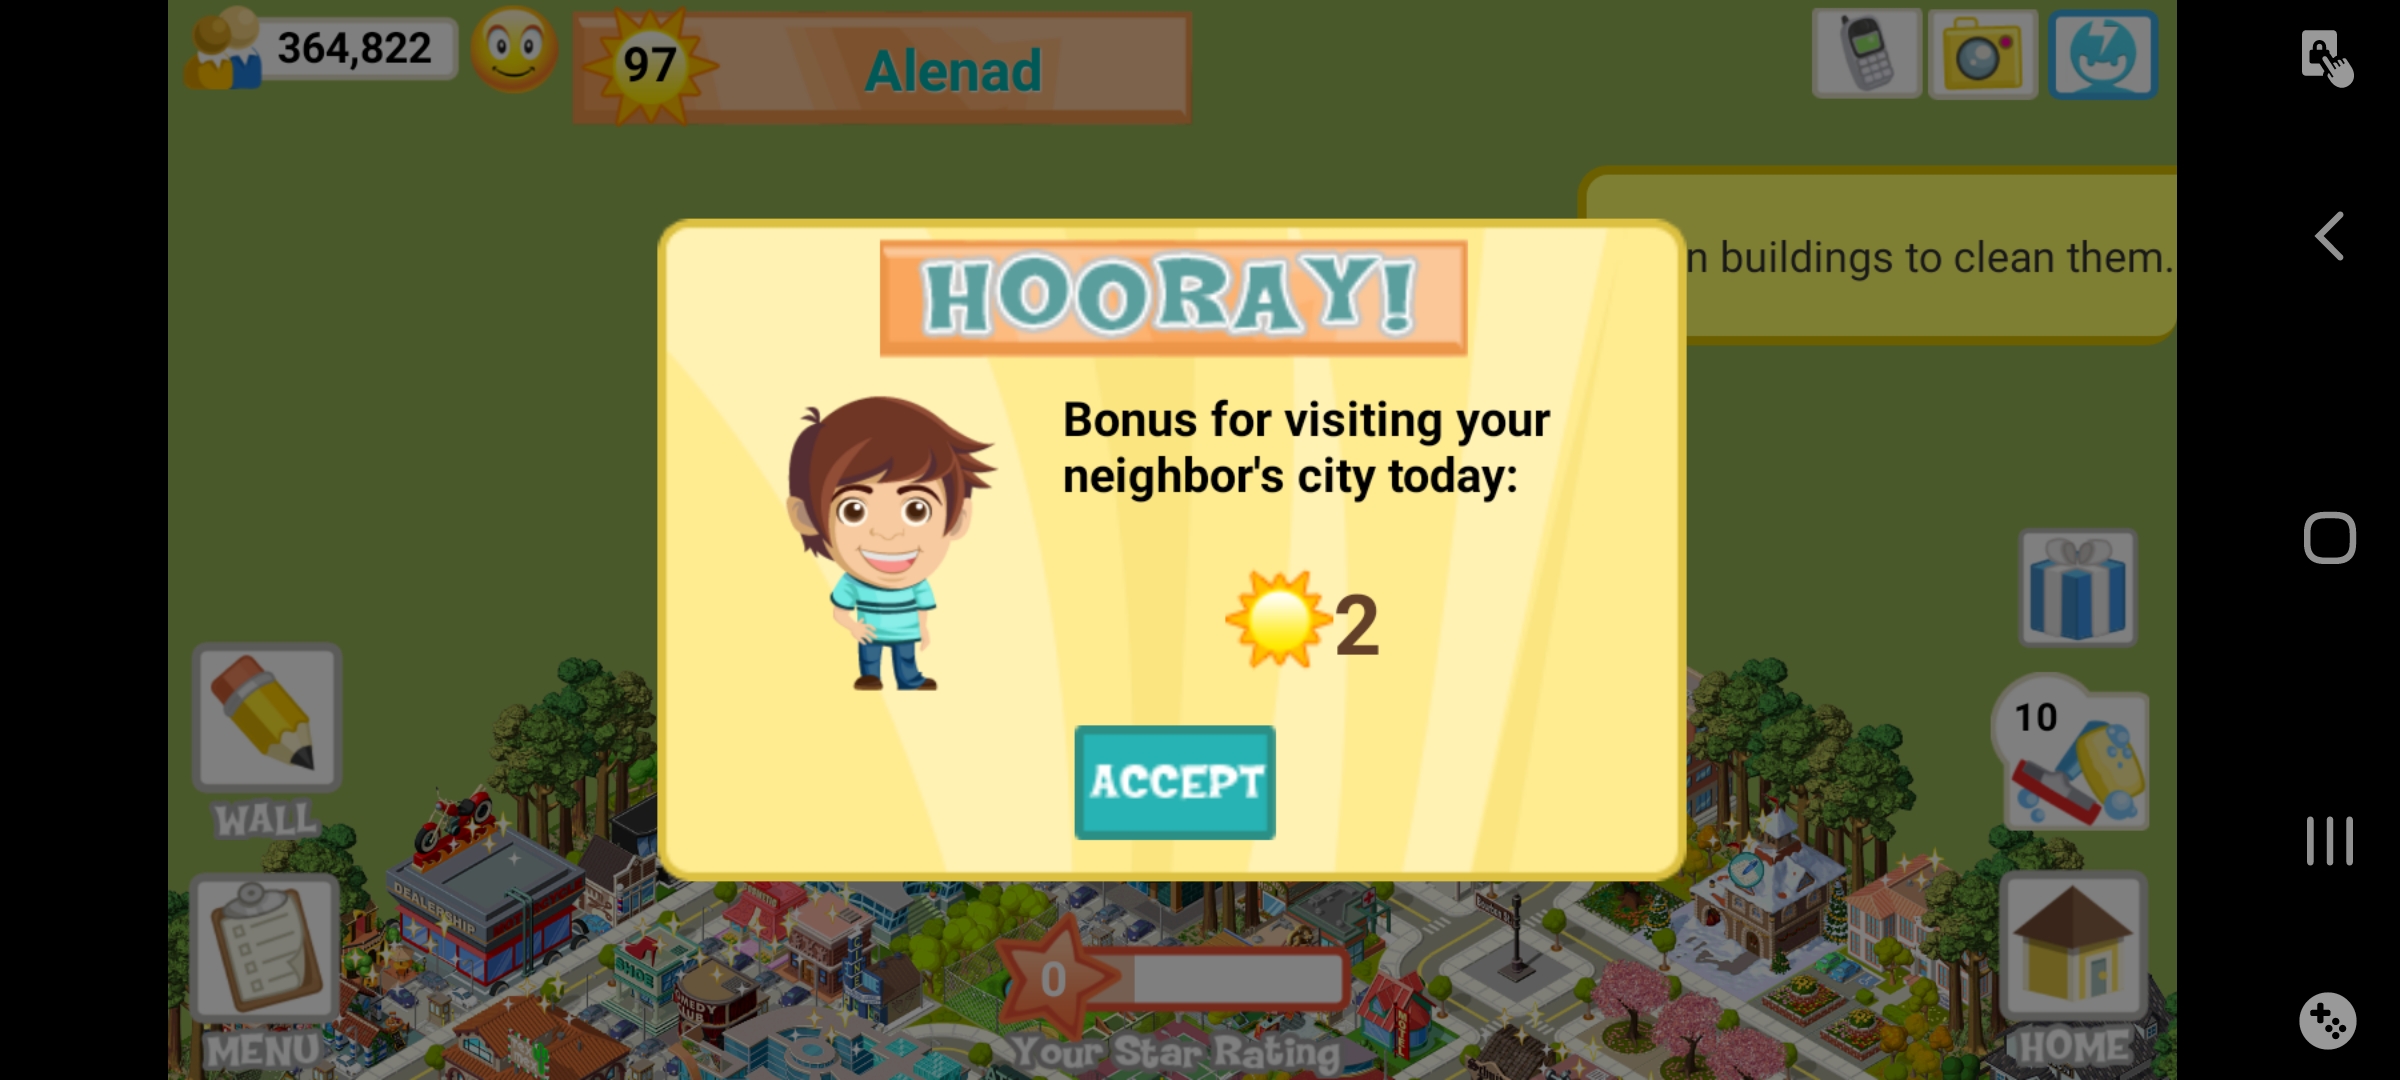 364,822
97
Alenad
n buildings to clean them.
HOORAY!
Bonus for visiting your
neighbor's city today:
2
ACCEPT
10
WALL
DEALERSHIP
SHOE
MOTEL
0
MENU
Your Star Rating
HOME